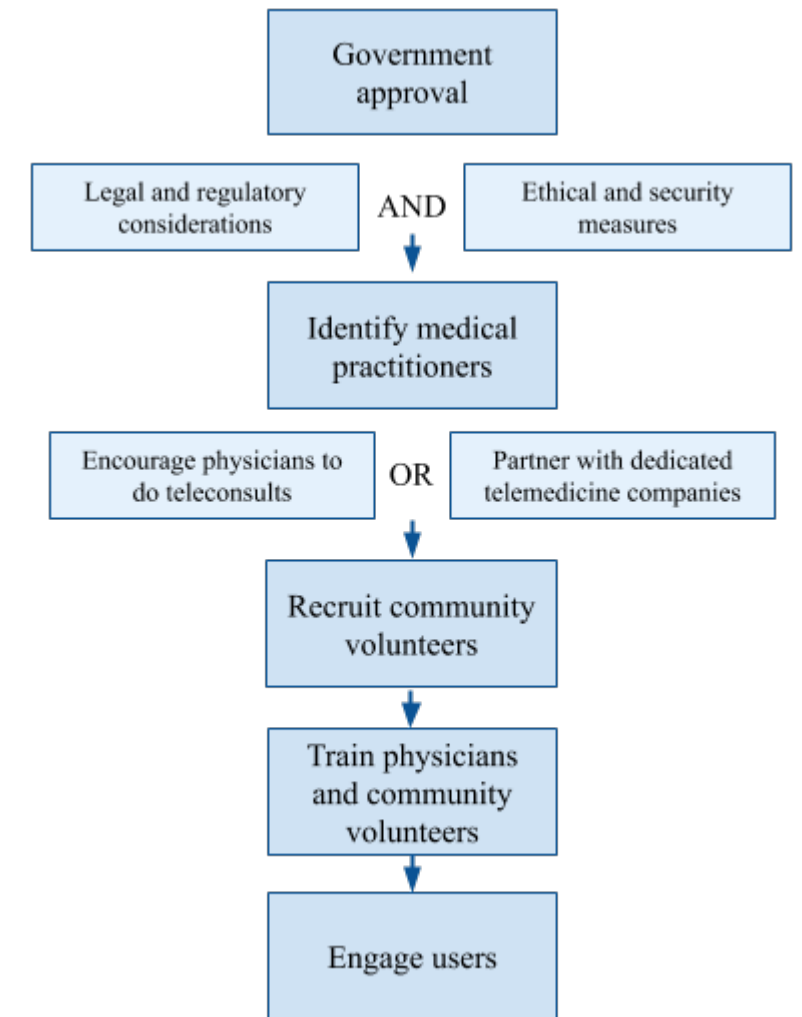 Government
approval
Legal and regulatory
considerations
AND
Ethical and security
measures
Identify medical
practitioners
Encourage physicians to
do teleconsults
OR
Partner with dedicated
telemedicine companies
Recruit community
volunteers
Train physicians
and community
volunteers
Engage users